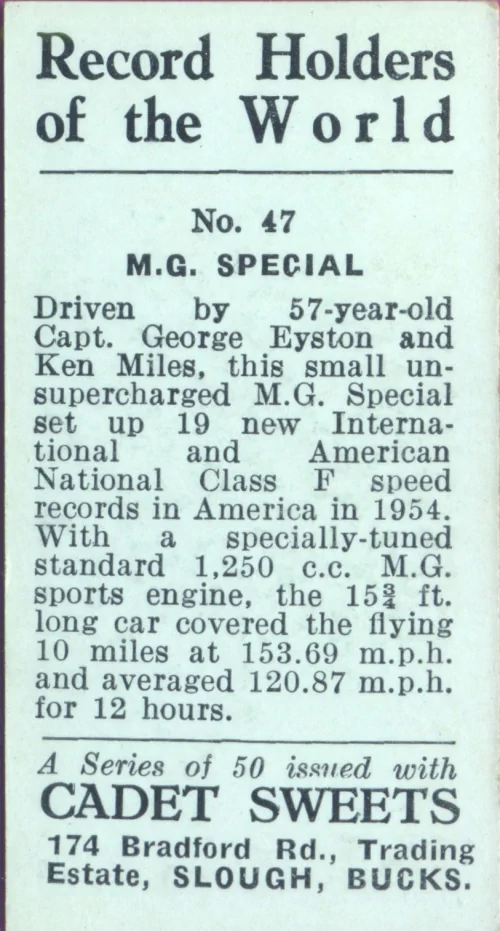 Record Holders
of the World
No. 47
M.G. SPECIAL
Driven by 57-year-old
Capt. George Eyston and
Ken Miles, this small un-
supercharged M.G. Special
set up 19 new Interna-
tional and American
National Class F speed
records in America in 1954.
With a specially-tuned
standard 1,250 c.c. M.G.
sports engine, the 15¾ ft.
long car covered the flying
10 miles at 153.69 m.p.h.
and averaged 120.87 m.p.h.
for 12 hours.
A Series of 50 issued with
CADET SWEETS
174 Bradford Rd., Trading
Estate, SLOUGH, BUCKS.